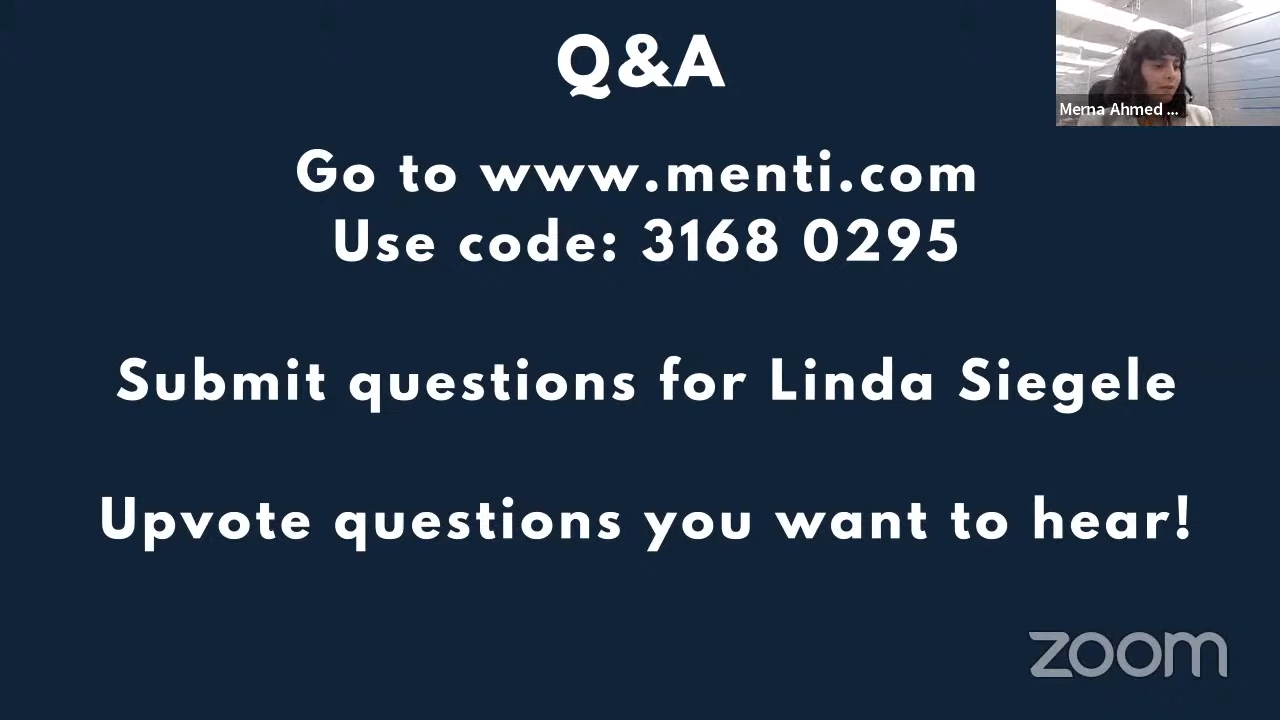 Q&A
Merna Ahmed ...
Go to www.menti.com
Use code: 3168 0295
Submit questions for Linda Siegele
Upvote questions you want to hear!
zoom